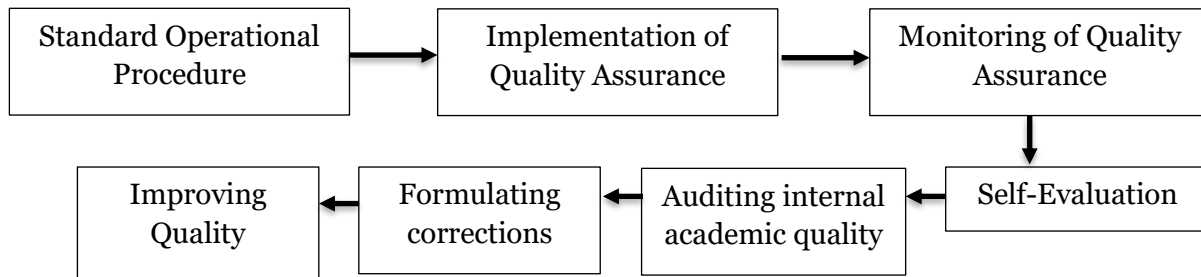 Standard Operational
Procedure
Implementation of
Quality Assurance
Monitoring of Quality
Assurance
Self-Evaluation
Auditing internal
academic quality
Formulating
corrections
Improving
Quality